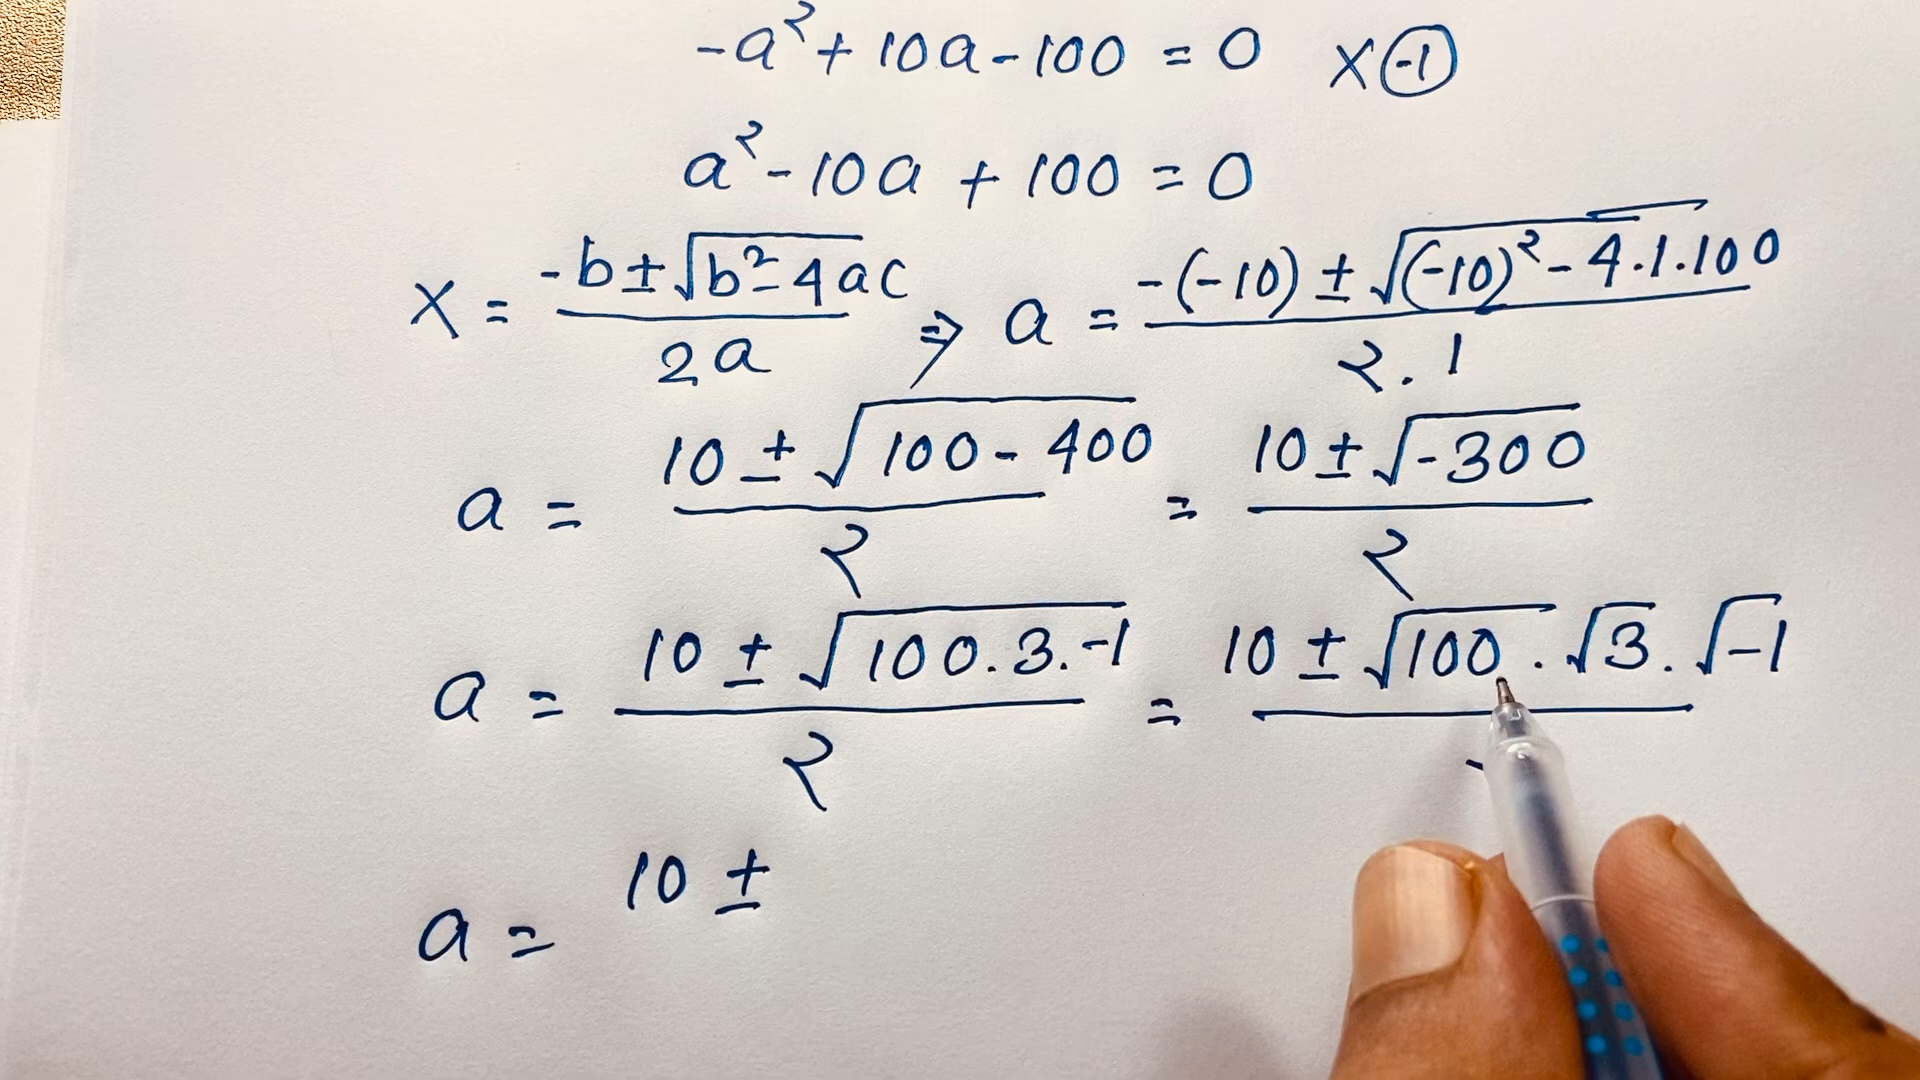 -a² + 10a - 100 = 0 × (-1)
a² - 10a + 100 = 0
x = (-b ± √(b² - 4ac)) / 2a ⇒ a = (-(-10) ± √((-10)² - 4.1.100)) / 2.1
a = (10 ± √(100 - 400)) / 2 = (10 ± √(-300)) / 2
a = (10 ± √(100.3.-1)) / 2 = (10 ± √100 . √3 . √-1) /
a = 10 ±